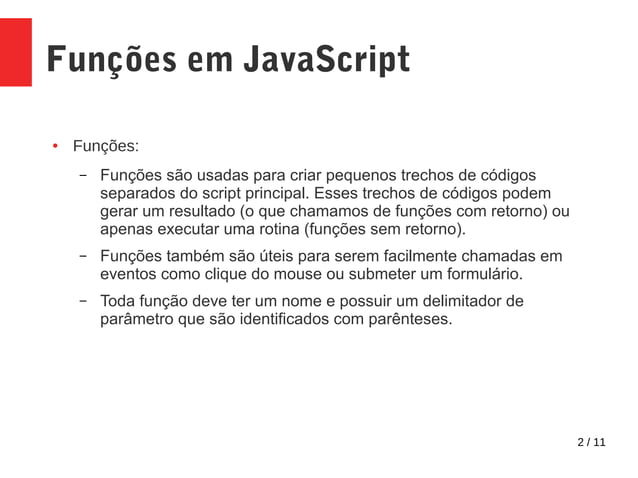 Funções em JavaScript
● Funções:
– Funções são usadas para criar pequenos trechos de códigos
separados do script principal. Esses trechos de códigos podem
gerar um resultado (o que chamamos de funções com retorno) ou
apenas executar uma rotina (funções sem retorno).
– Funções também são úteis para serem facilmente chamadas em
eventos como clique do mouse ou submeter um formulário.
– Toda função deve ter um nome e possuir um delimitador de
parâmetro que são identificados com parênteses.
2 / 11